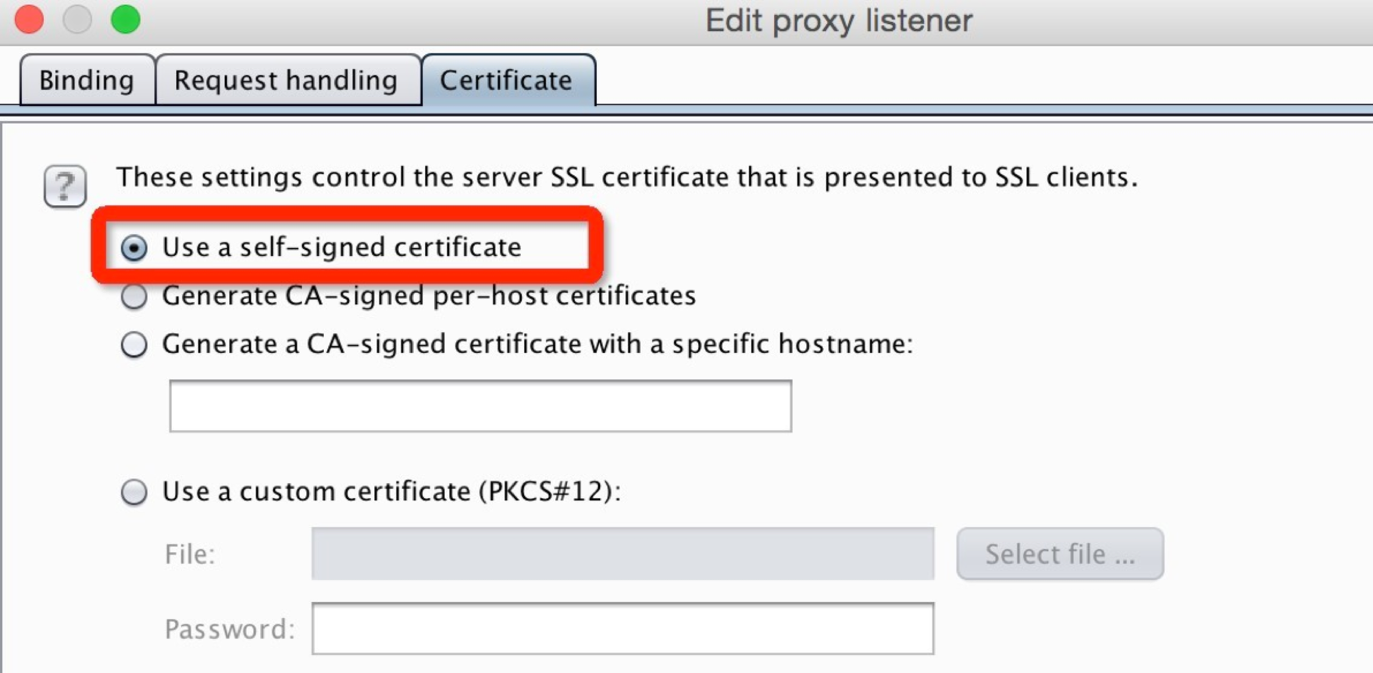 Edit proxy listener
Binding Request handling Certificate
? These settings control the server SSL certificate that is presented to SSL clients.
Use a self-signed certificate
Generate CA-signed per-host certificates
Generate a CA-signed certificate with a specific hostname:
Use a custom certificate (PKCS#12):
File: Select file ...
Password: